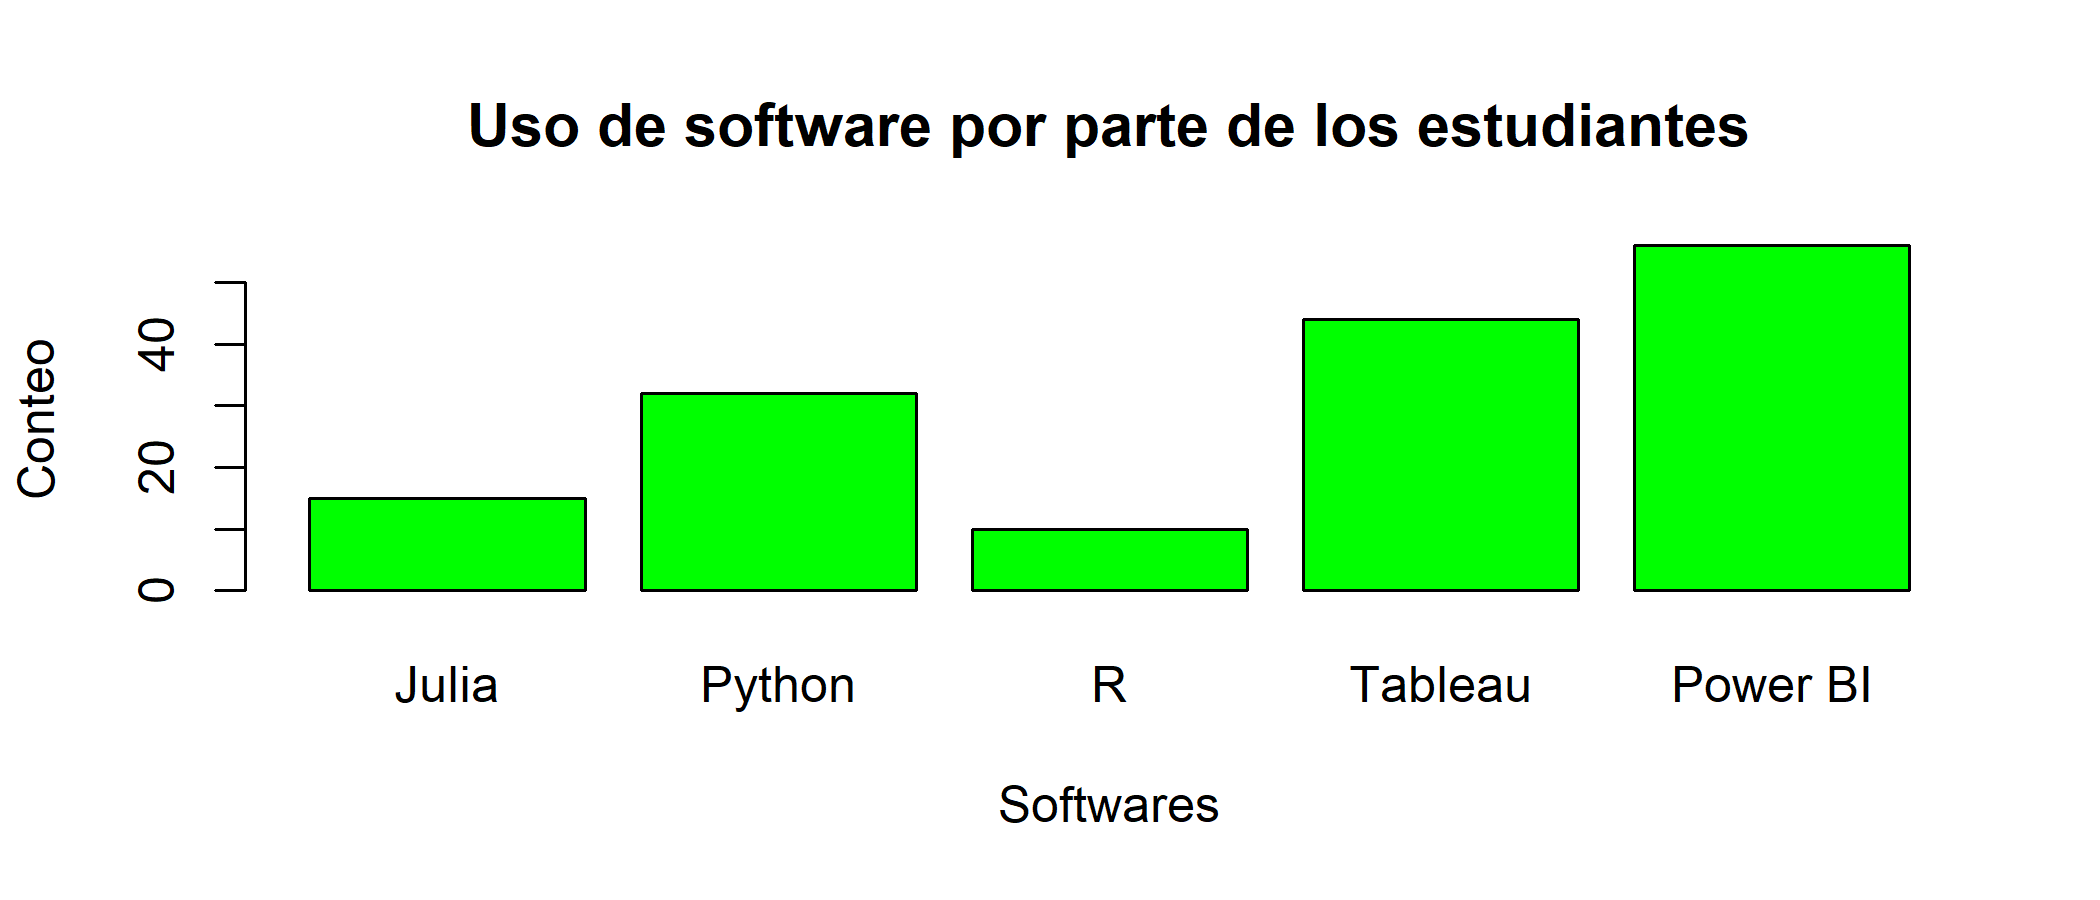 Uso de software por parte de los estudiantes
Conteo
40
20
0
Julia Python R Tableau Power BI
Softwares